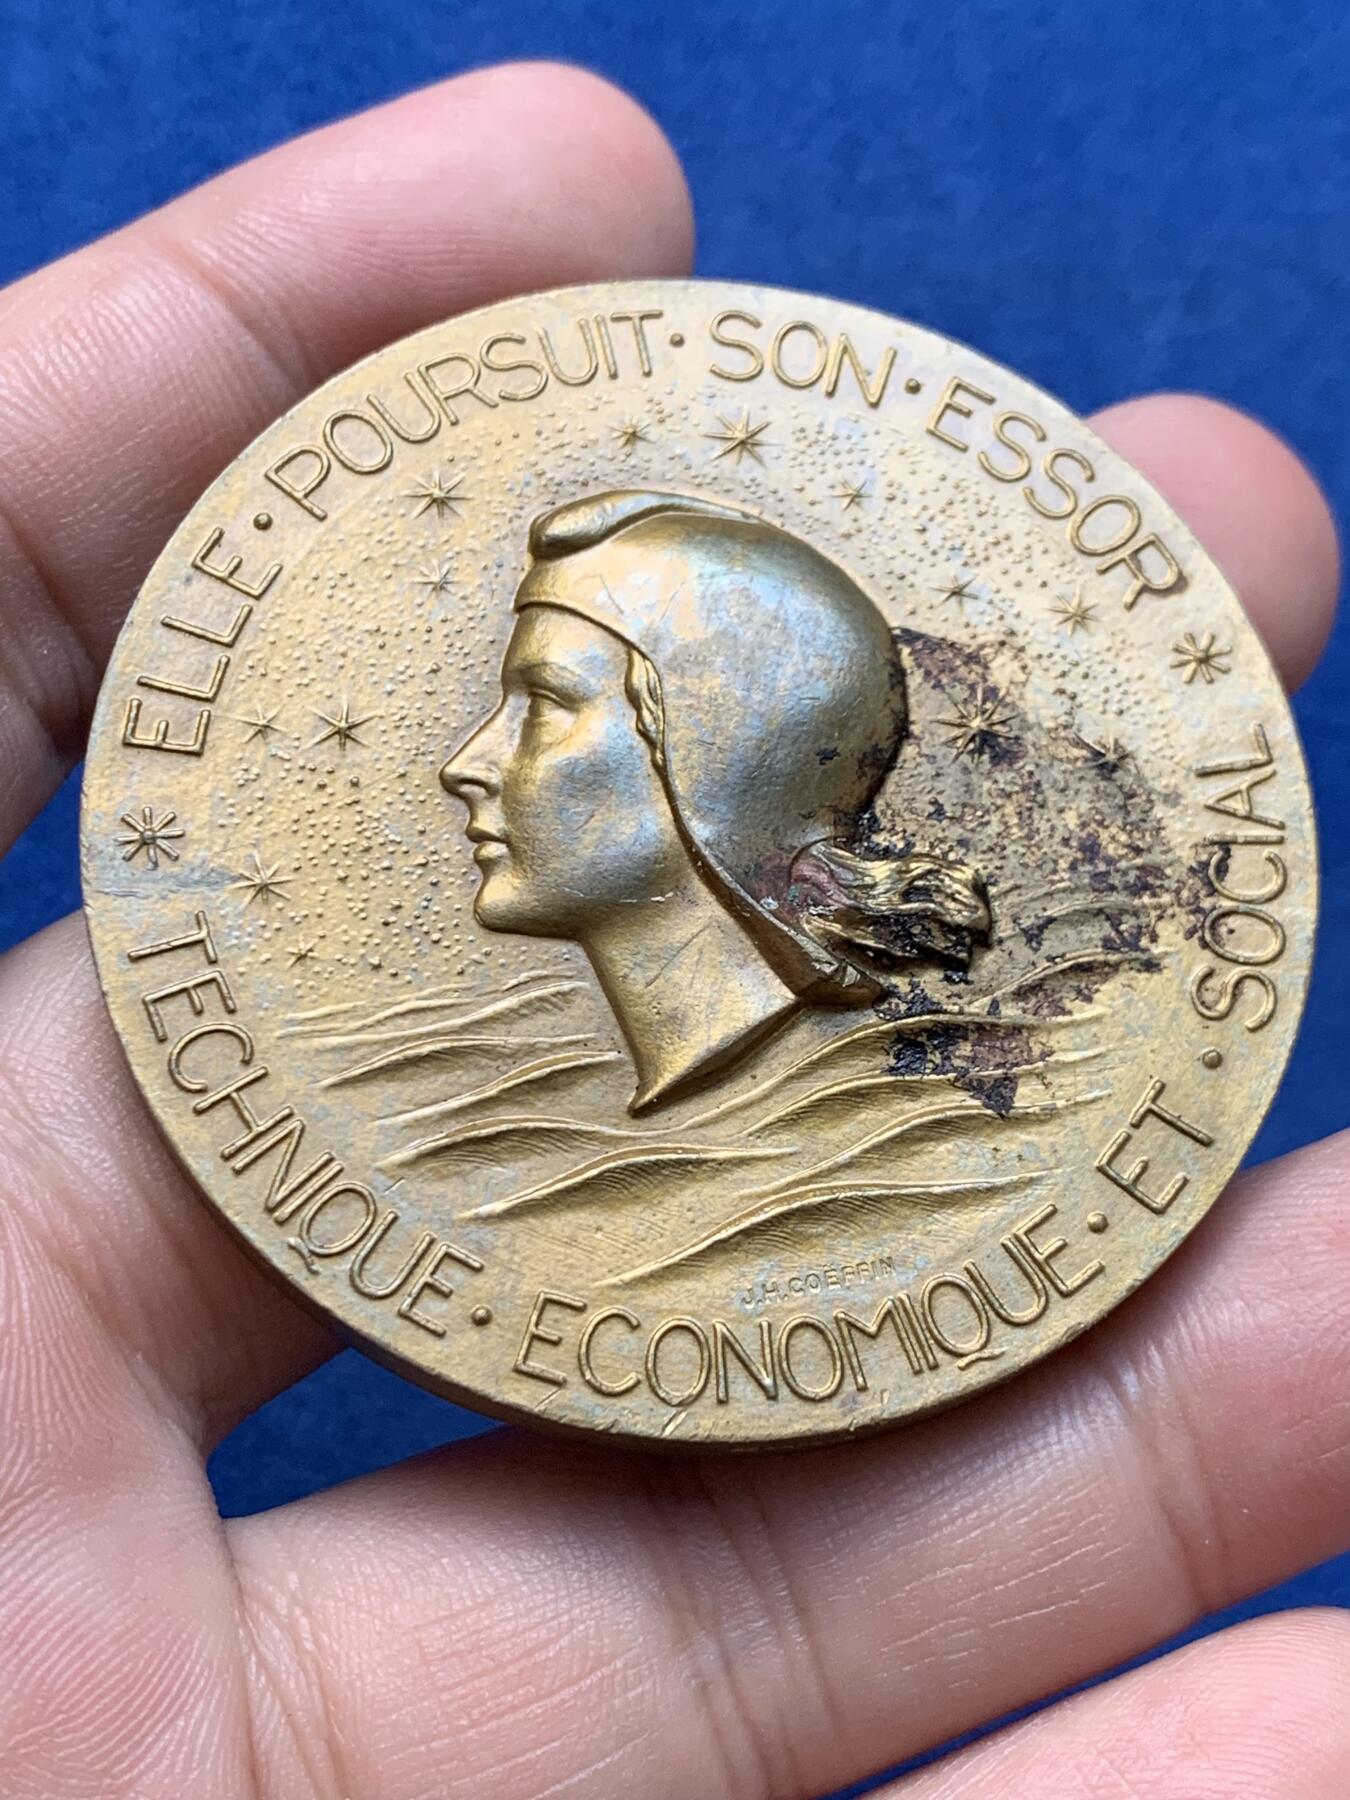 ELLE · POURSUIT · SON · ESSOR
TECHNIQUE · ECONOMIQUE · ET · SOCIAL
J.H. COËFFIN